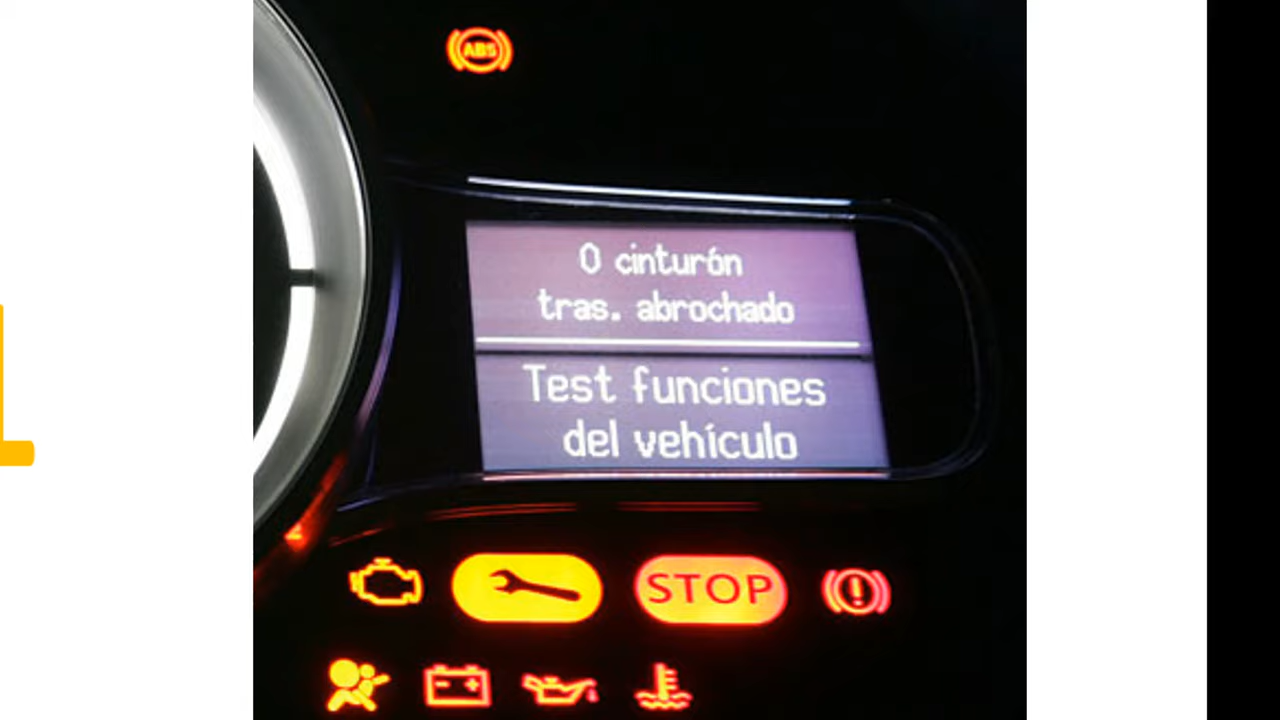 ABS
0 cinturón
tras. abrochado
Test funciones
del vehículo
STOP